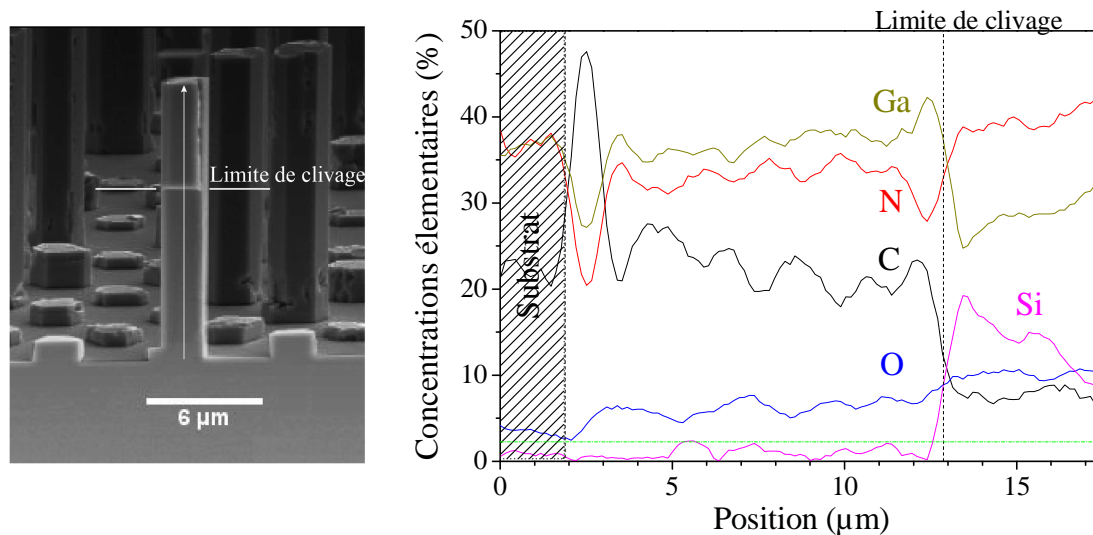 Limite de clivage
6 µm
Limite de clivage
Concentrations élementaires (%)
50
40
30
20
10
0
Substrat
Ga
N
C
Si
O
0
5
10
15
Position (µm)